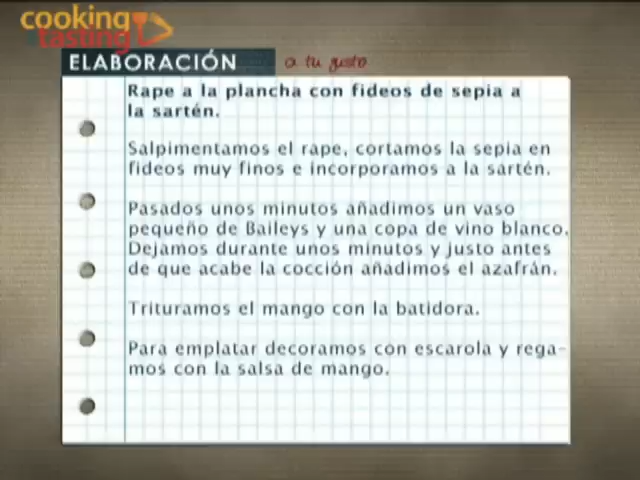 cooking
tasting
ELABORACIÓN a tu gusto
Rape a la plancha con fideos de sepia a
la sartén.
Salpimentamos el rape, cortamos la sepia en
fideos muy finos e incorporamos a la sartén.
Pasados unos minutos añadimos un vaso
pequeño de Baileys y una copa de vino blanco.
Dejamos durante unos minutos y justo antes
de que acabe la cocción añadimos el azafrán.
Trituramos el mango con la batidora.
Para emplatar decoramos con escarola y rega-
mos con la salsa de mango.